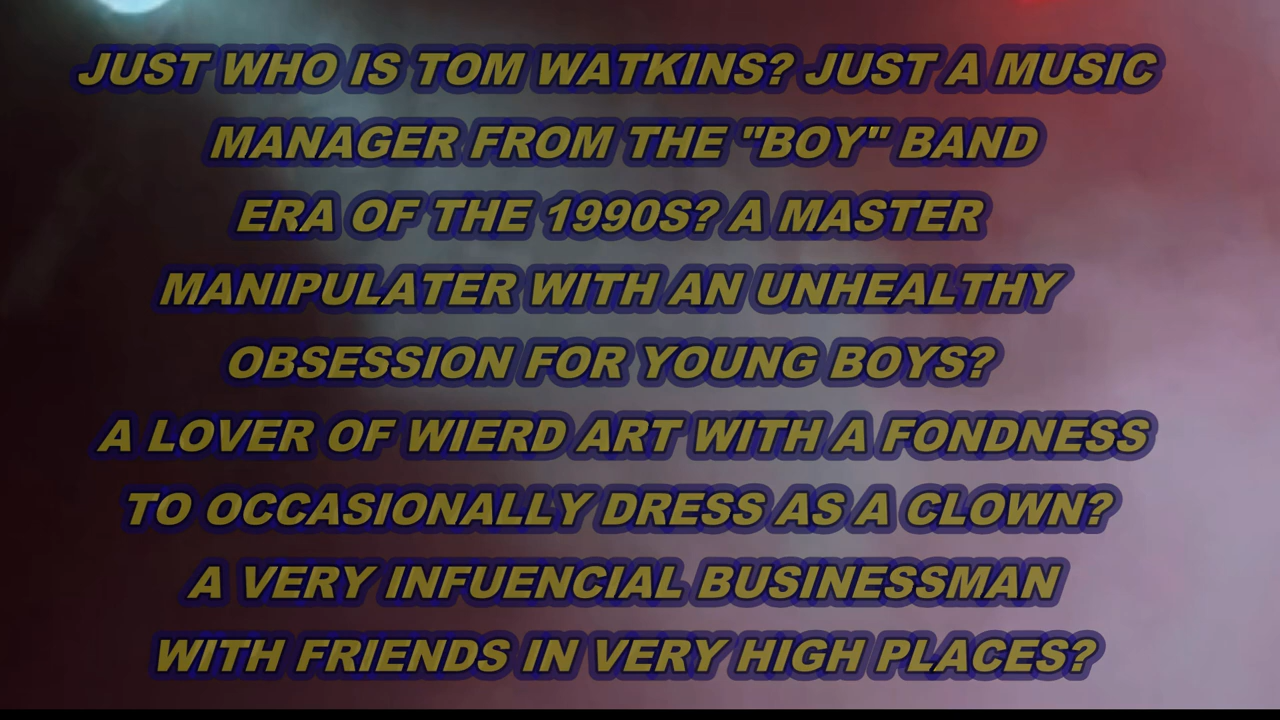 JUST WHO IS TOM WATKINS? JUST A MUSIC
MANAGER FROM THE "BOY" BAND
ERA OF THE 1990S? A MASTER
MANIPULATER WITH AN UNHEALTHY
OBSESSION FOR YOUNG BOYS?
A LOVER OF WIERD ART WITH A FONDNESS
TO OCCASIONALLY DRESS AS A CLOWN?
A VERY INFUENCIAL BUSINESSMAN
WITH FRIENDS IN VERY HIGH PLACES?